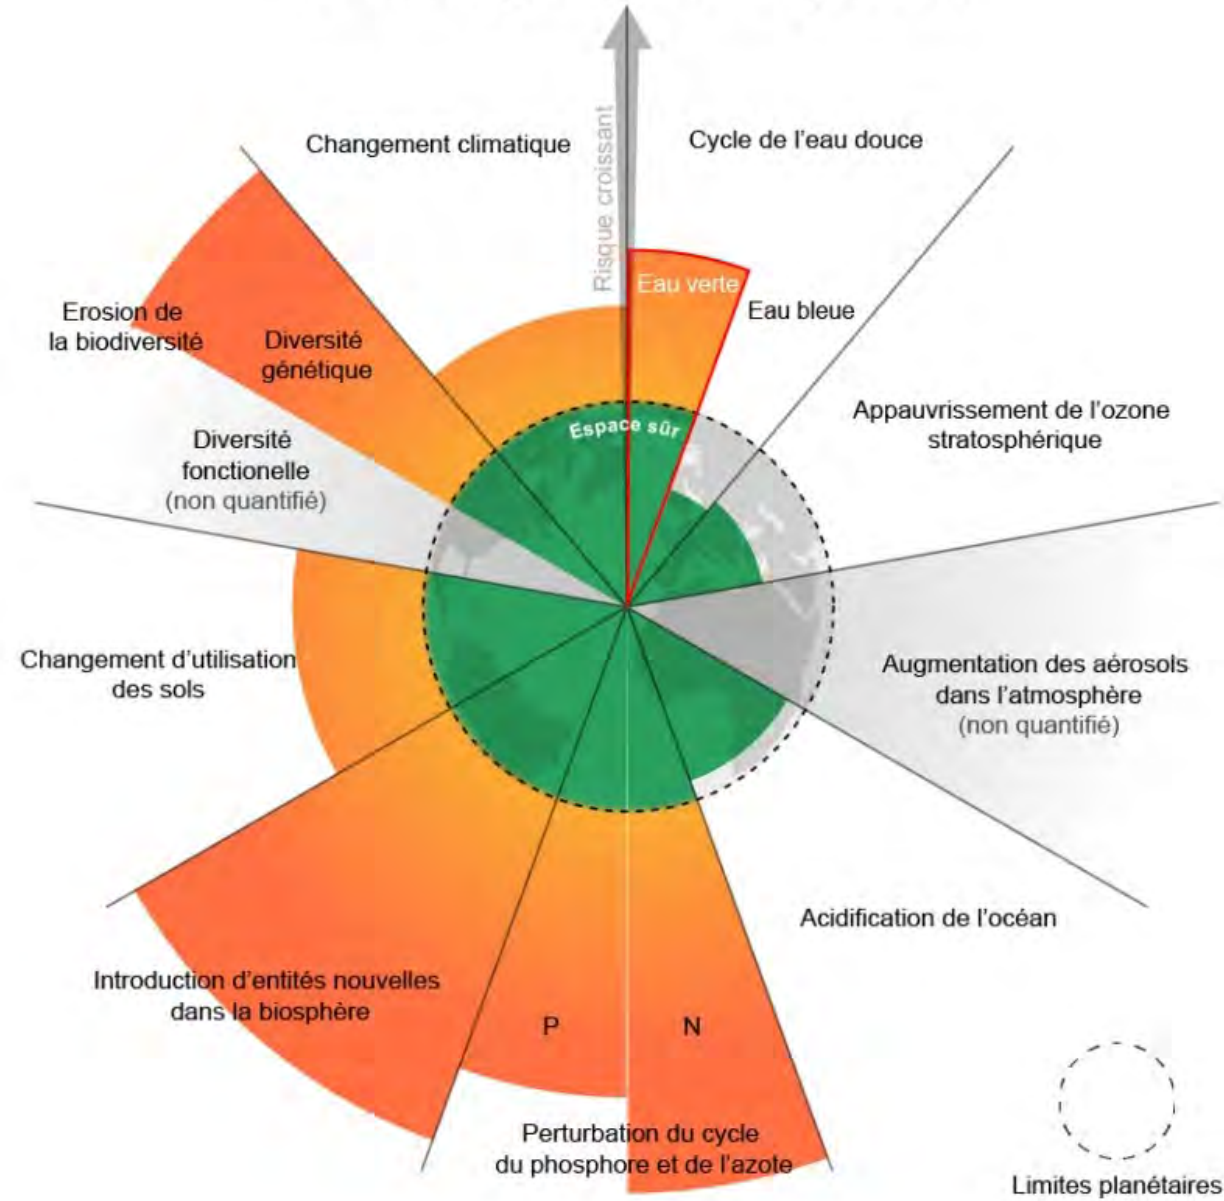 Risque croissant
Changement climatique
Cycle de l'eau douce
Eau verte
Eau bleue
Erosion de
la biodiversité
Diversité
génétique
Diversité
fonctionelle
(non quantifié)
Espace sûr
Appauvrissement de l'ozone
stratosphérique
Changement d'utilisation
des sols
Augmentation des aérosols
dans l'atmosphère
(non quantifié)
Acidification de l'océan
Introduction d'entités nouvelles
dans la biosphère
P
N
Perturbation du cycle
du phosphore et de l'azote
Limites planétaires